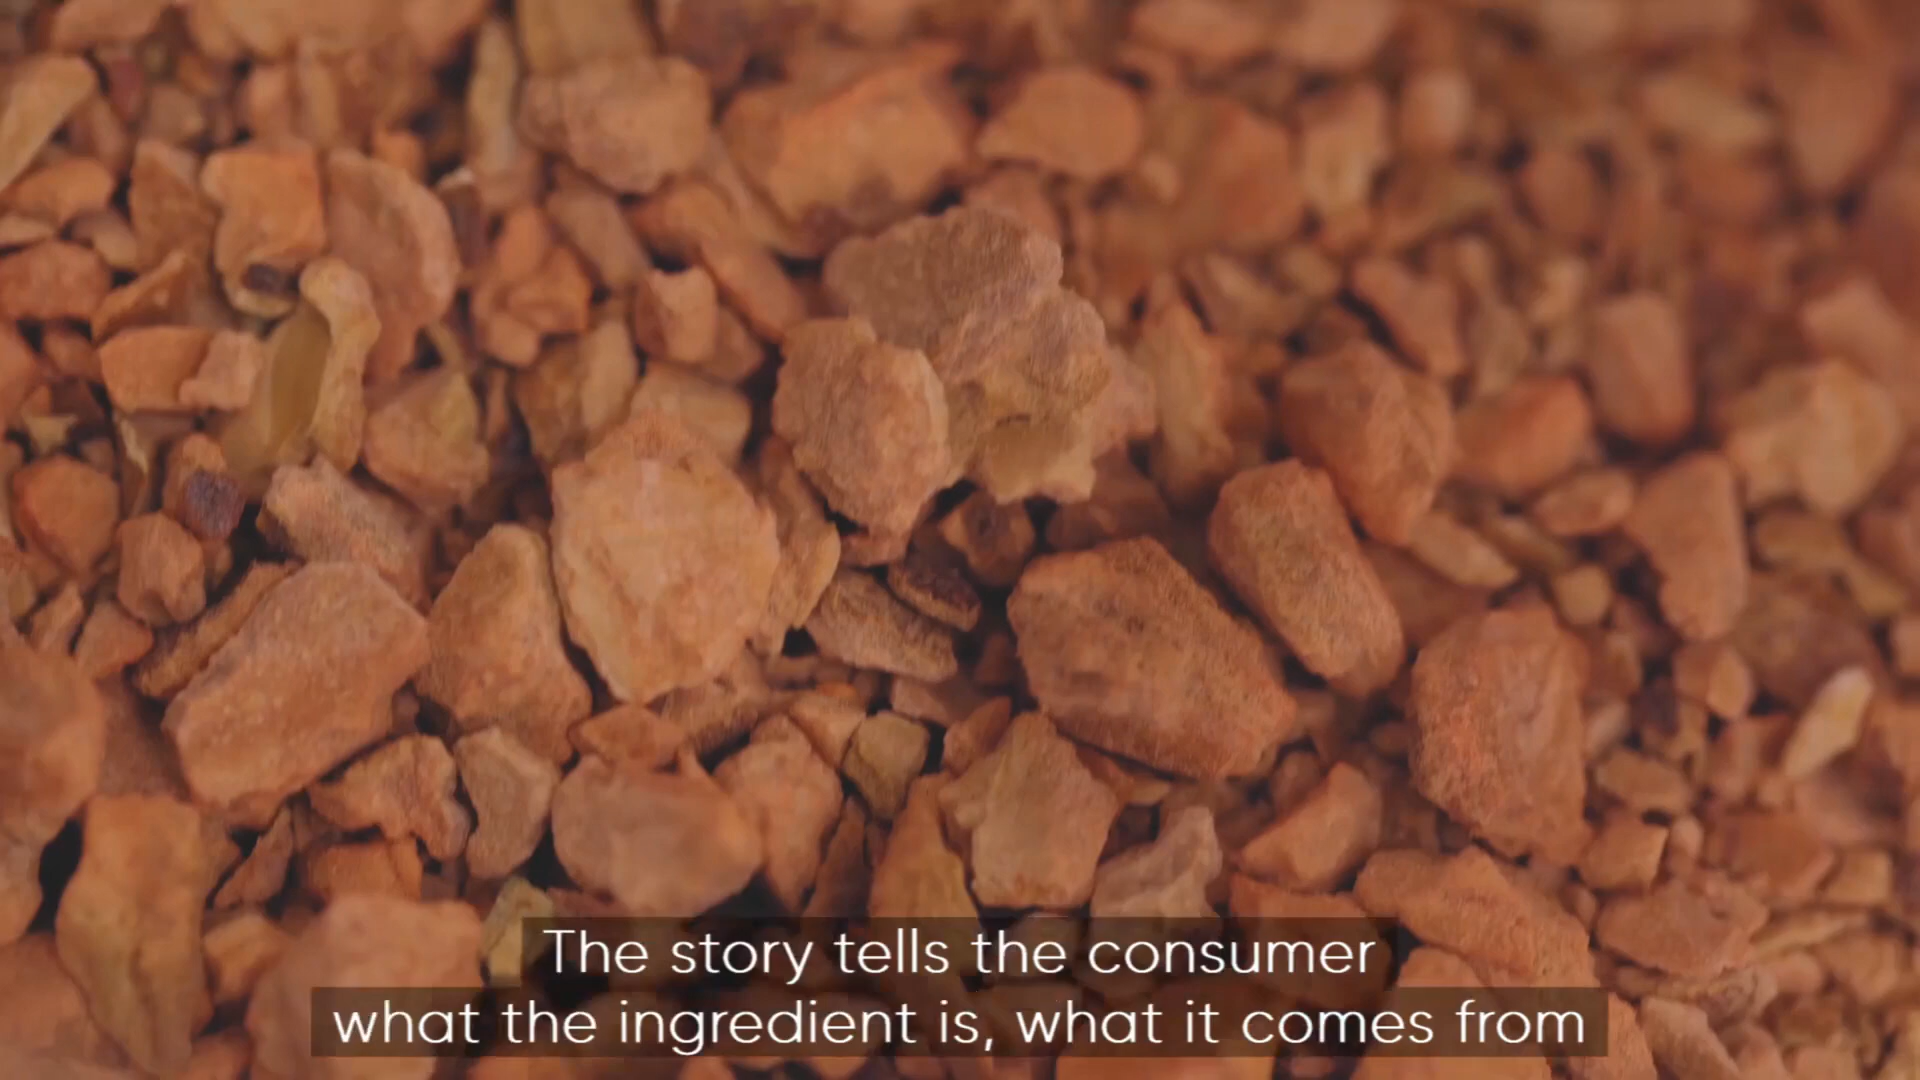 The story tells the consumer
what the ingredient is, what it comes from